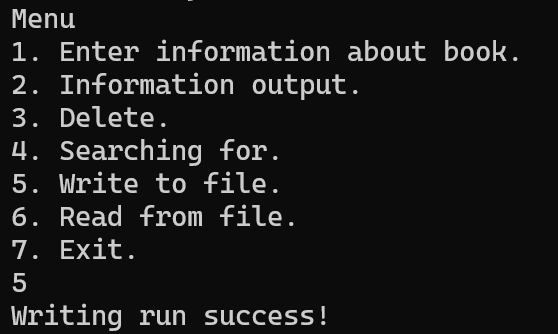 Menu
1. Enter information about book.
2. Information output.
3. Delete.
4. Searching for.
5. Write to file.
6. Read from file.
7. Exit.
5
Writing run success!